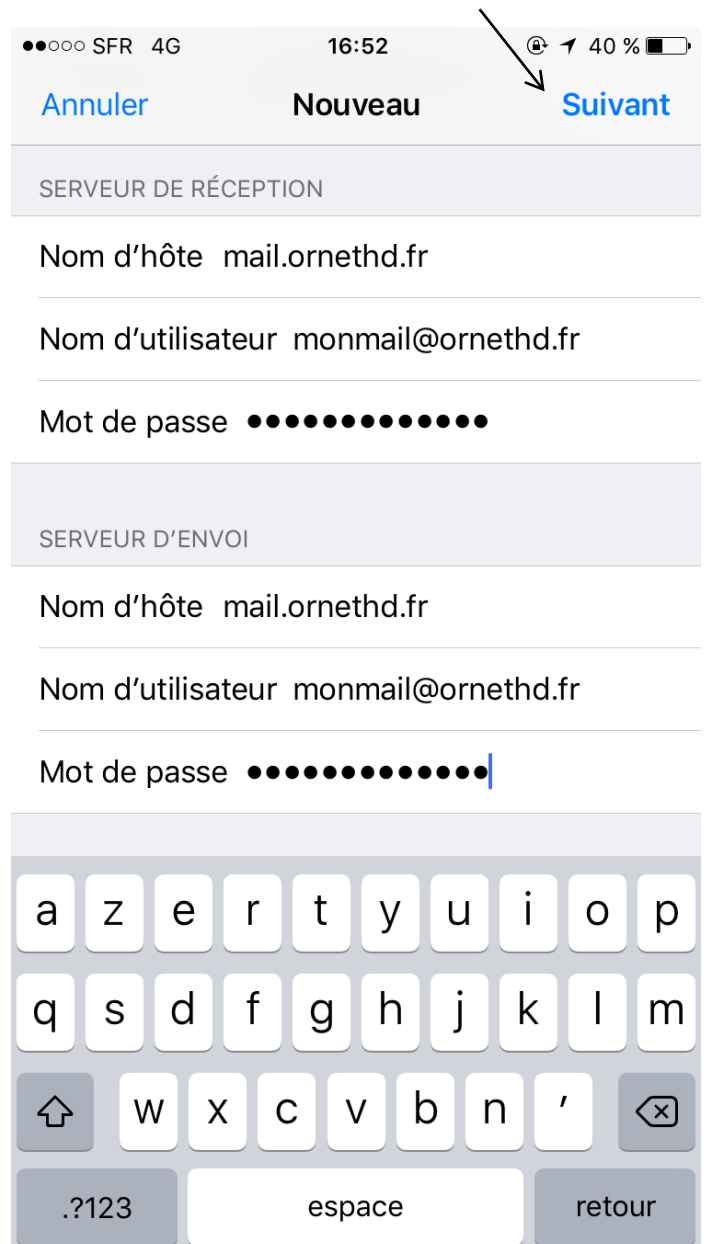 SFR 4G 16:52 40 %
Annuler Nouveau Suivant
SERVEUR DE RÉCEPTION
Nom d’hôte mail.ornethd.fr
Nom d’utilisateur monmail@ornethd.fr
Mot de passe ●●●●●●●●●●●●●
SERVEUR D’ENVOI
Nom d’hôte mail.ornethd.fr
Nom d’utilisateur monmail@ornethd.fr
Mot de passe ●●●●●●●●●●●●●
a z e r t y u i o p
q s d f g h j k l m
w x c v b n ’
.?123 espace retour